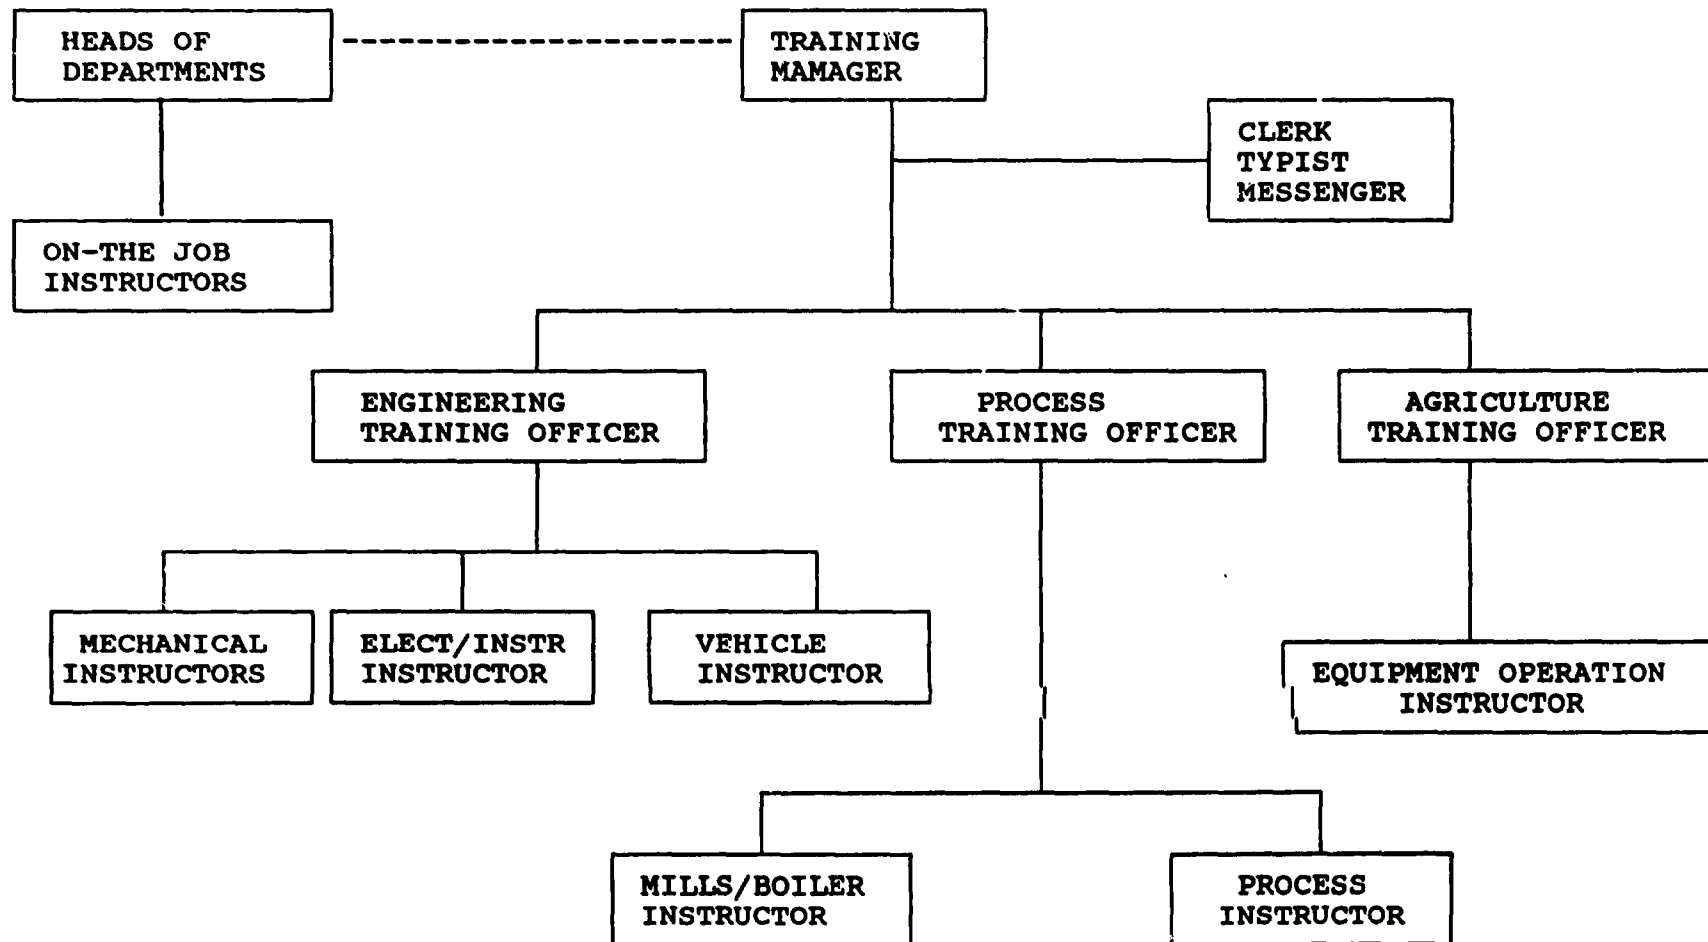 HEADS OF
DEPARTMENTS
TRAINING
MAMAGER
CLERK
TYPIST
MESSENGER
ON-THE JOB
INSTRUCTORS
ENGINEERING
TRAINING OFFICER
PROCESS
TRAINING OFFICER
AGRICULTURE
TRAINING OFFICER
MECHANICAL
INSTRUCTORS
ELECT/INSTR
INSTRUCTOR
VEHICLE
INSTRUCTOR
EQUIPMENT OPERATION
INSTRUCTOR
MILLS/BOILER
INSTRUCTOR
PROCESS
INSTRUCTOR